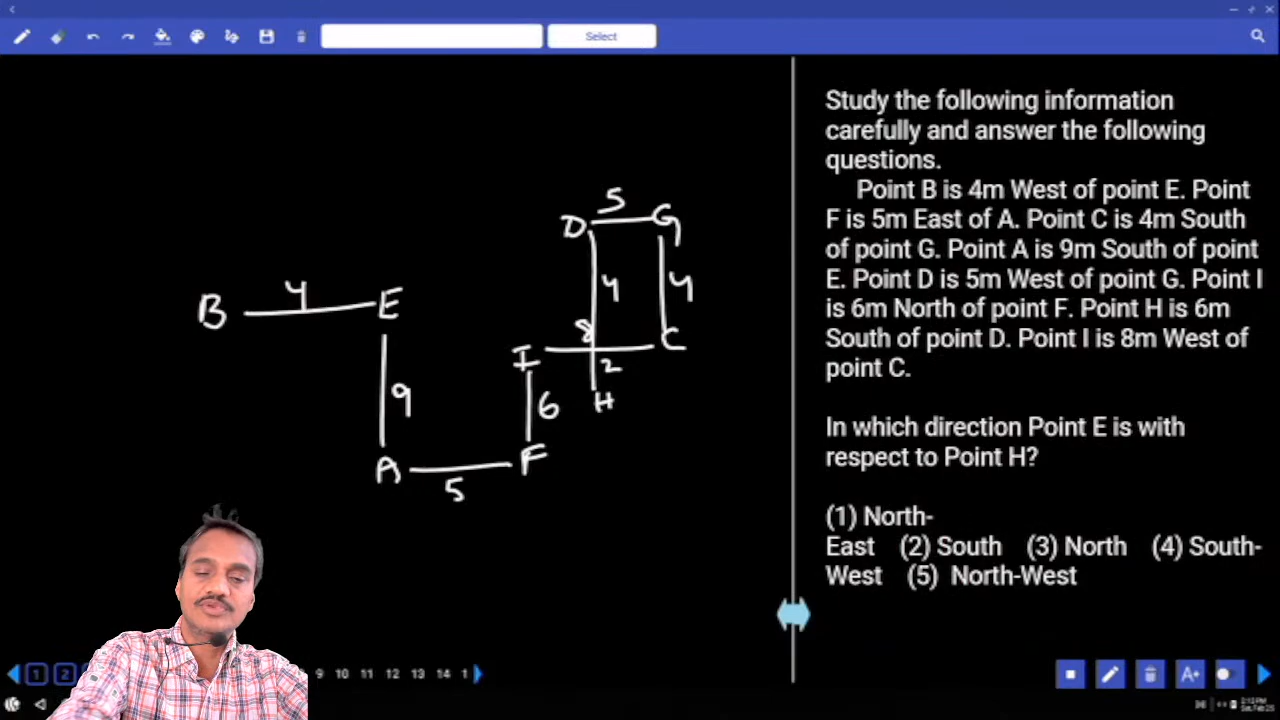 Select
Study the following information
carefully and answer the following
questions.
Point B is 4m West of point E. Point
F is 5m East of A. Point C is 4m South
of point G. Point A is 9m South of point
E. Point D is 5m West of point G. Point I
is 6m North of point F. Point H is 6m
South of point D. Point I is 8m West of
point C.
In which direction Point E is with
respect to Point H?
(1) North-
East (2) South (3) North (4) South-
West (5) North-West
5
D G
4 4
B 4 E
8
I C
2
9 6 H
A F
5
1 2 9 10 11 12 13 14 1
A+